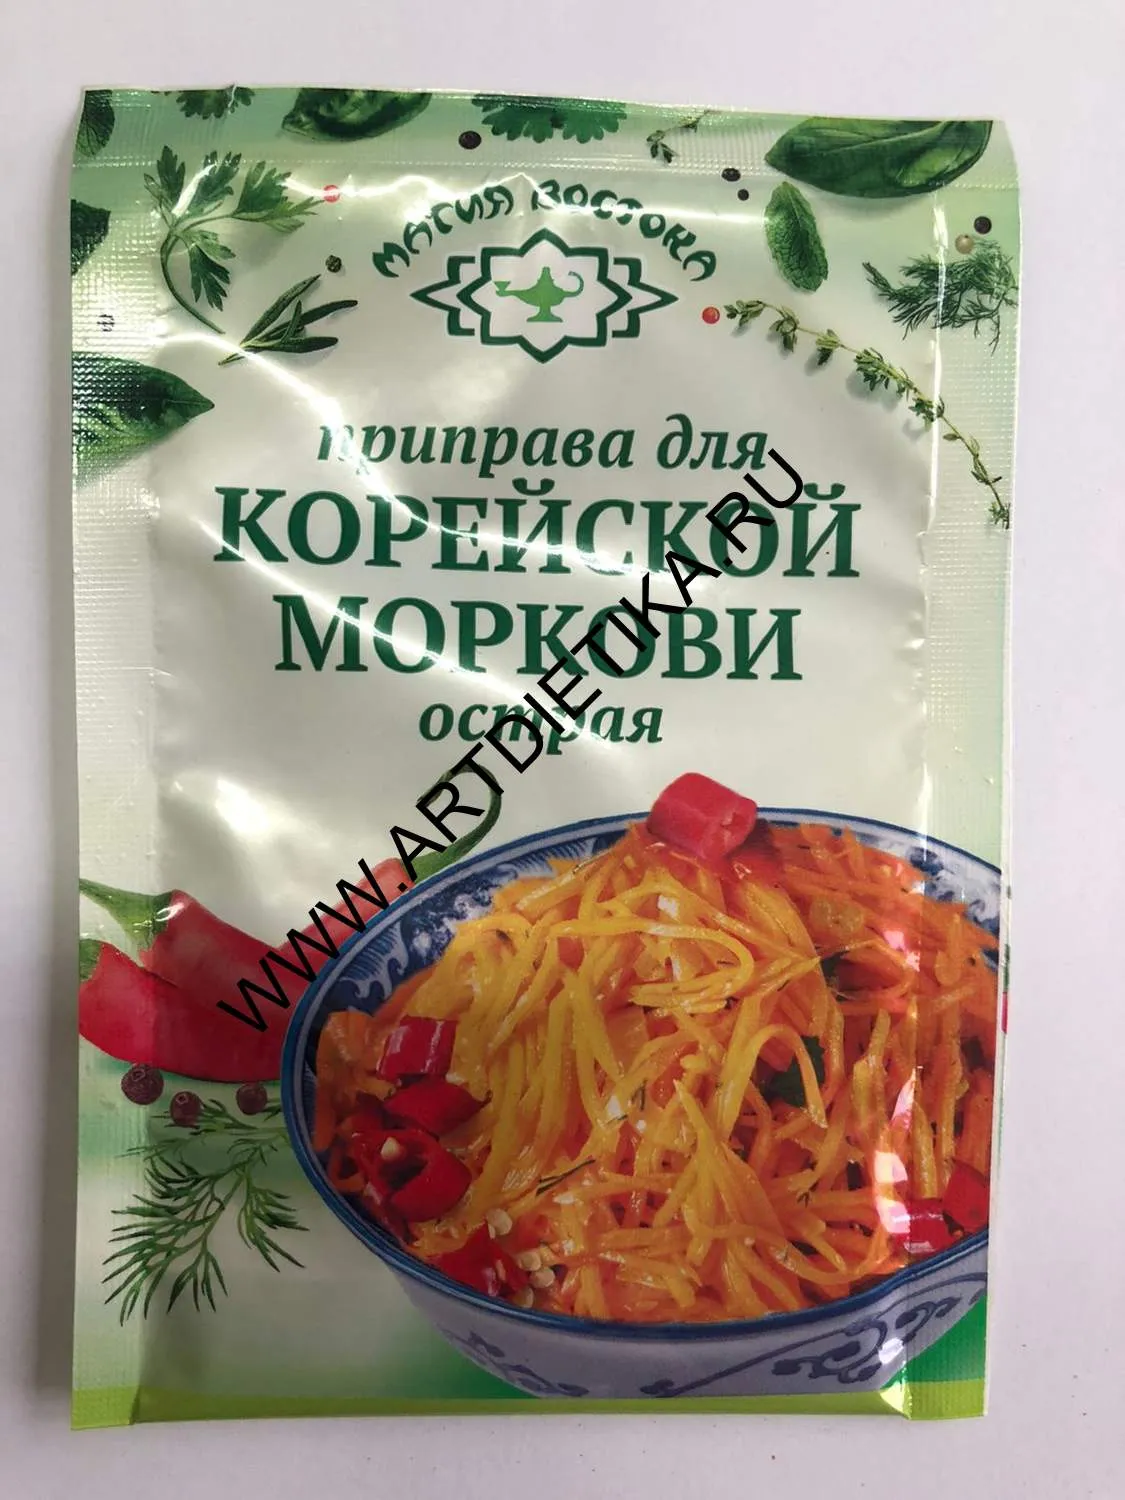 МАГИЯ ВОСТОКА
приправа для
КОРЕЙСКОЙ
МОРКОВИ
острая
WWW.ARTDIETIKA.RU